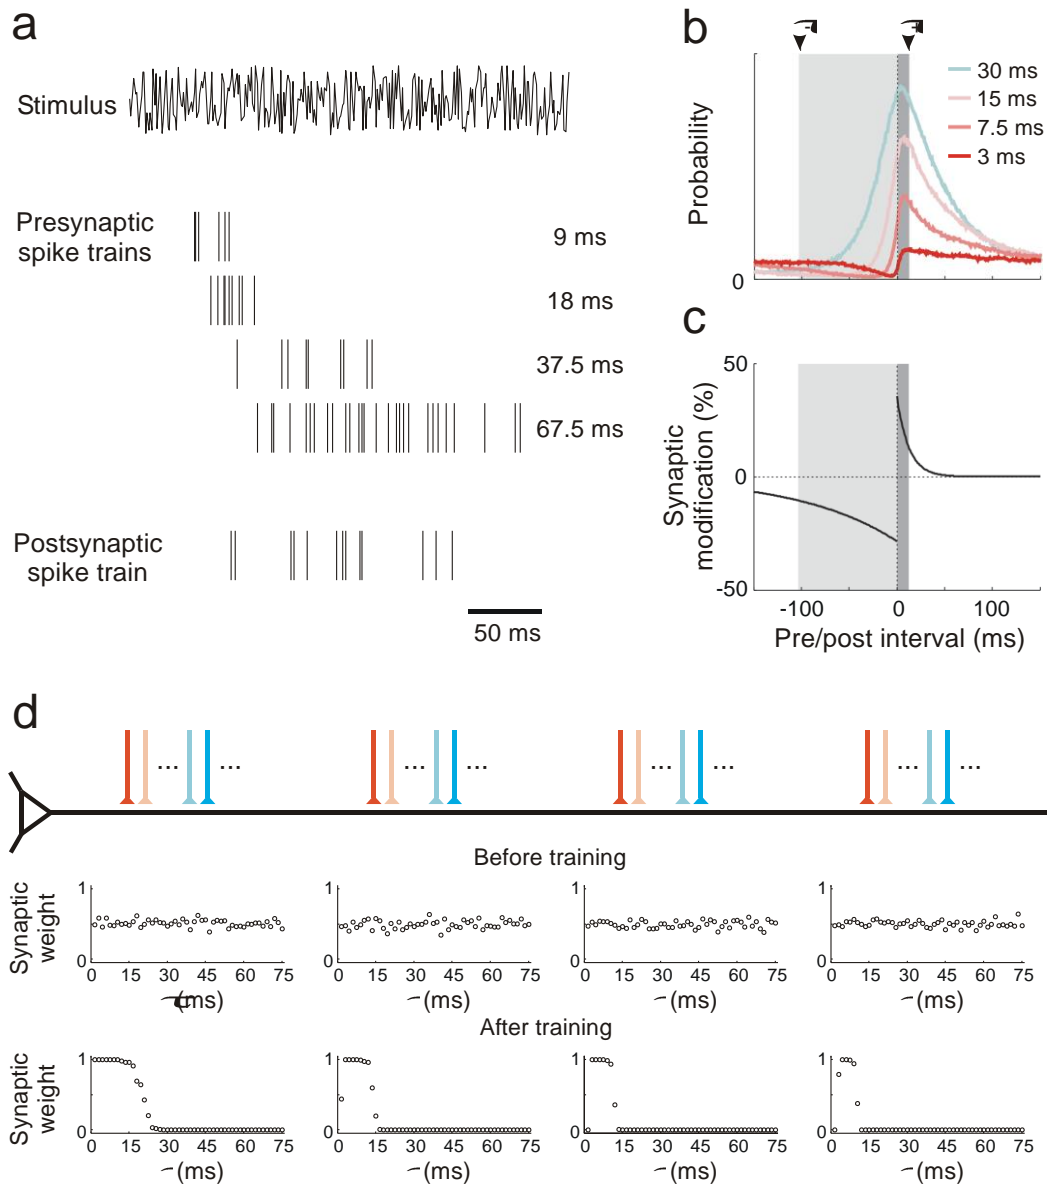 a
Stimulus
Presynaptic
spike trains
9 ms
18 ms
37.5 ms
67.5 ms
Postsynaptic
spike train
50 ms
b
Probability
0
30 ms
15 ms
7.5 ms
3 ms
c
Synaptic
modification (%)
50
0
-50
-100 0 100
Pre/post interval (ms)
d
... ... ... ... ... ... ... ...
Before training
Synaptic
weight
1 1 1 1
0 0 0 0
0 15 30 45 60 75 0 15 30 45 60 75 0 15 30 45 60 75 0 15 30 45 60 75
(ms) (ms) (ms) (ms)
After training
Synaptic
weight
1 1 1 1
0 0 0 0
0 15 30 45 60 75 0 15 30 45 60 75 0 15 30 45 60 75 0 15 30 45 60 75
(ms) (ms) (ms) (ms)